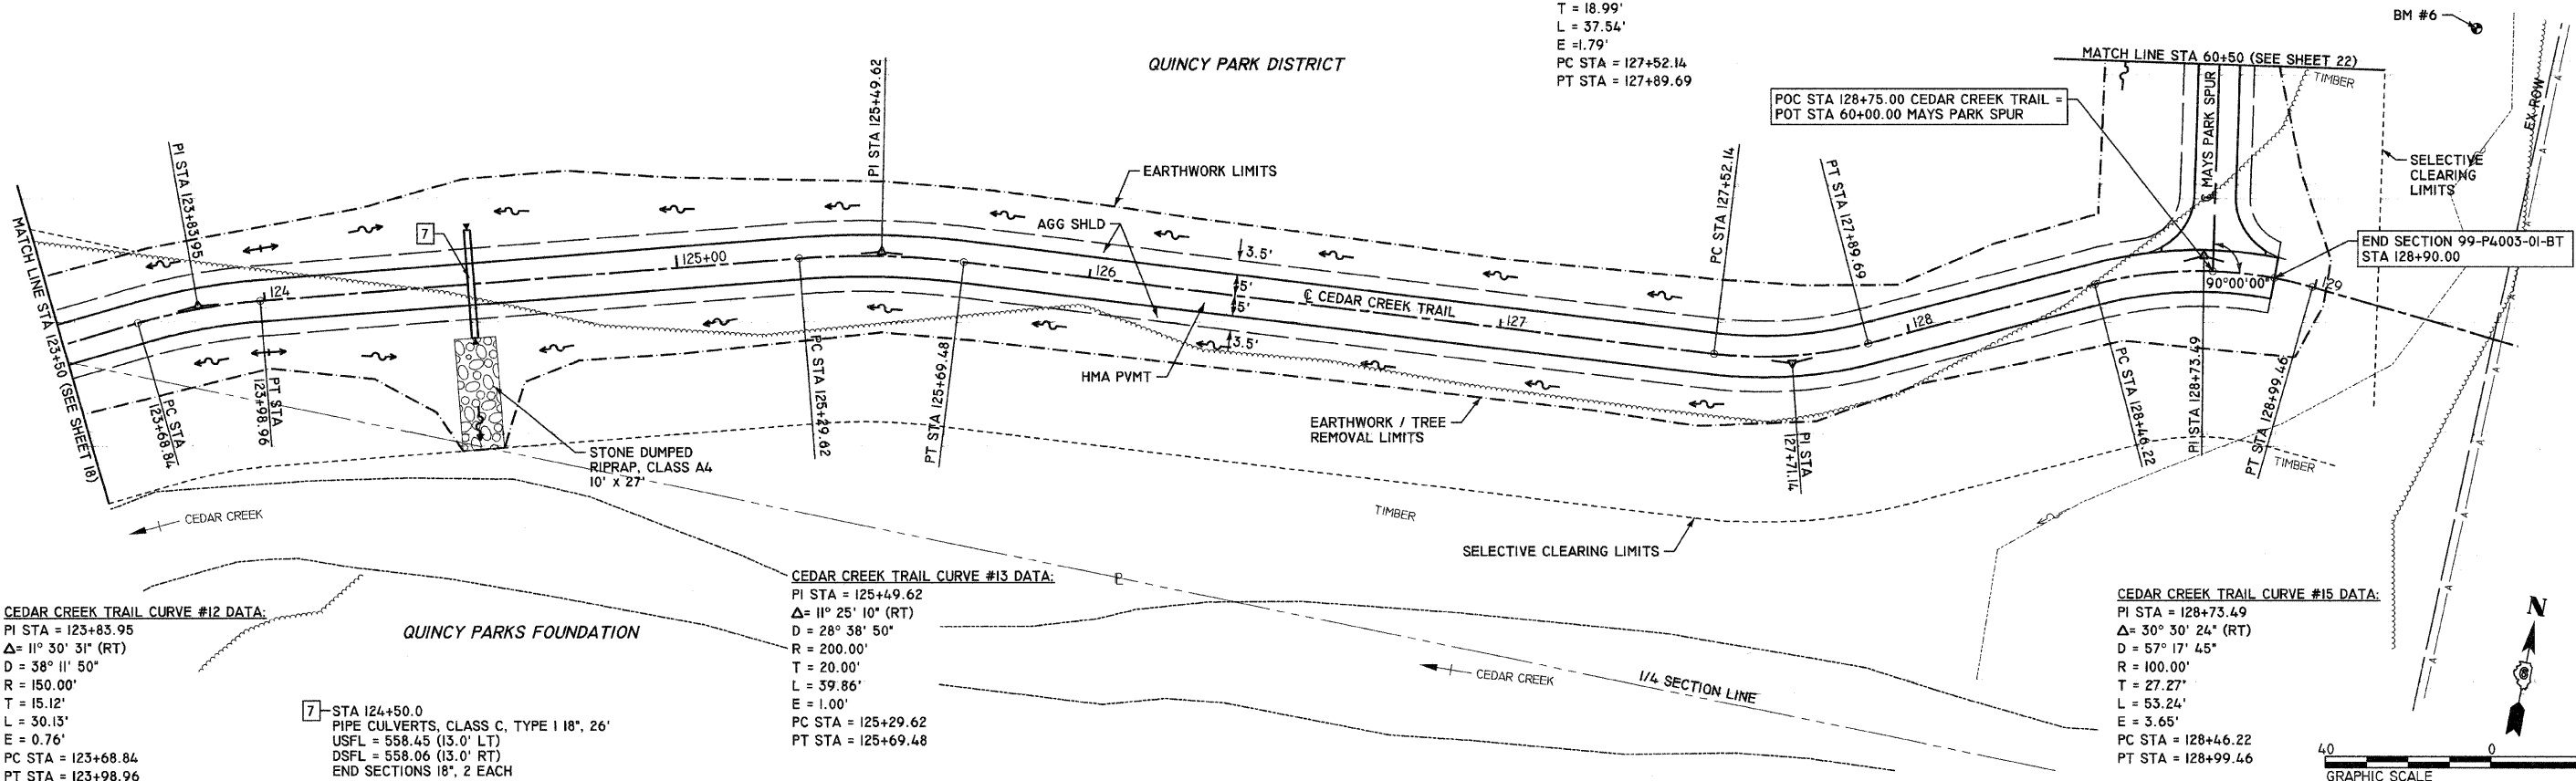 T = 18.99'
L = 37.54'
E =1.79'
PC STA = 127+52.14
PT STA = 127+89.69
BM #6
QUINCY PARK DISTRICT
MATCH LINE STA 60+50 (SEE SHEET 22)
TIMBER
POC STA 128+75.00 CEDAR CREEK TRAIL =
POT STA 60+00.00 MAYS PARK SPUR
℄ MAYS PARK SPUR
EX ROW
A
A
A
A
A
A
SELECTIVE
CLEARING
LIMITS
END SECTION 99-P4003-01-BT
STA 128+90.00
MATCH LINE STA 123+50 (SEE SHEET 18)
PI STA 123+83.95
7
PI STA 125+49.62
EARTHWORK LIMITS
AGG SHLD
3.5'
5'
5'
3.5'
PC STA 127+52.14
PT STA 127+89.69
124
125+00
126
℄ CEDAR CREEK TRAIL
127
128
90°00'00"
129
HMA PVMT
PC STA
123+68.84
PT STA
123+98.96
STONE DUMPED
RIPRAP, CLASS A4
10' x 27'
PC STA 125+29.62
PT STA 125+69.48
EARTHWORK / TREE
REMOVAL LIMITS
PI STA
127+71.14
PC STA 128+46.22
PI STA 128+73.49
PT STA 128+99.46
TIMBER
CEDAR CREEK
TIMBER
SELECTIVE CLEARING LIMITS
CEDAR CREEK TRAIL CURVE #12 DATA:
PI STA = 123+83.95
Δ= 11° 30' 31" (RT)
D = 38° 11' 50"
R = 150.00'
T = 15.12'
L = 30.13'
E = 0.76'
PC STA = 123+68.84
PT STA = 123+98.96
QUINCY PARKS FOUNDATION
7
STA 124+50.0
PIPE CULVERTS, CLASS C, TYPE 1 18", 26'
USFL = 558.45 (13.0' LT)
DSFL = 558.06 (13.0' RT)
END SECTIONS 18", 2 EACH
CEDAR CREEK TRAIL CURVE #13 DATA:
PI STA = 125+49.62
Δ= 11° 25' 10" (RT)
D = 28° 38' 50"
R = 200.00'
T = 20.00'
L = 39.86'
E = 1.00'
PC STA = 125+29.62
PT STA = 125+69.48
CEDAR CREEK
1/4 SECTION LINE
CEDAR CREEK TRAIL CURVE #15 DATA:
PI STA = 128+73.49
Δ= 30° 30' 24" (RT)
D = 57° 17' 45"
R = 100.00'
T = 27.27'
L = 53.24'
E = 3.65'
PC STA = 128+46.22
PT STA = 128+99.46
N
40
0
GRAPHIC SCALE